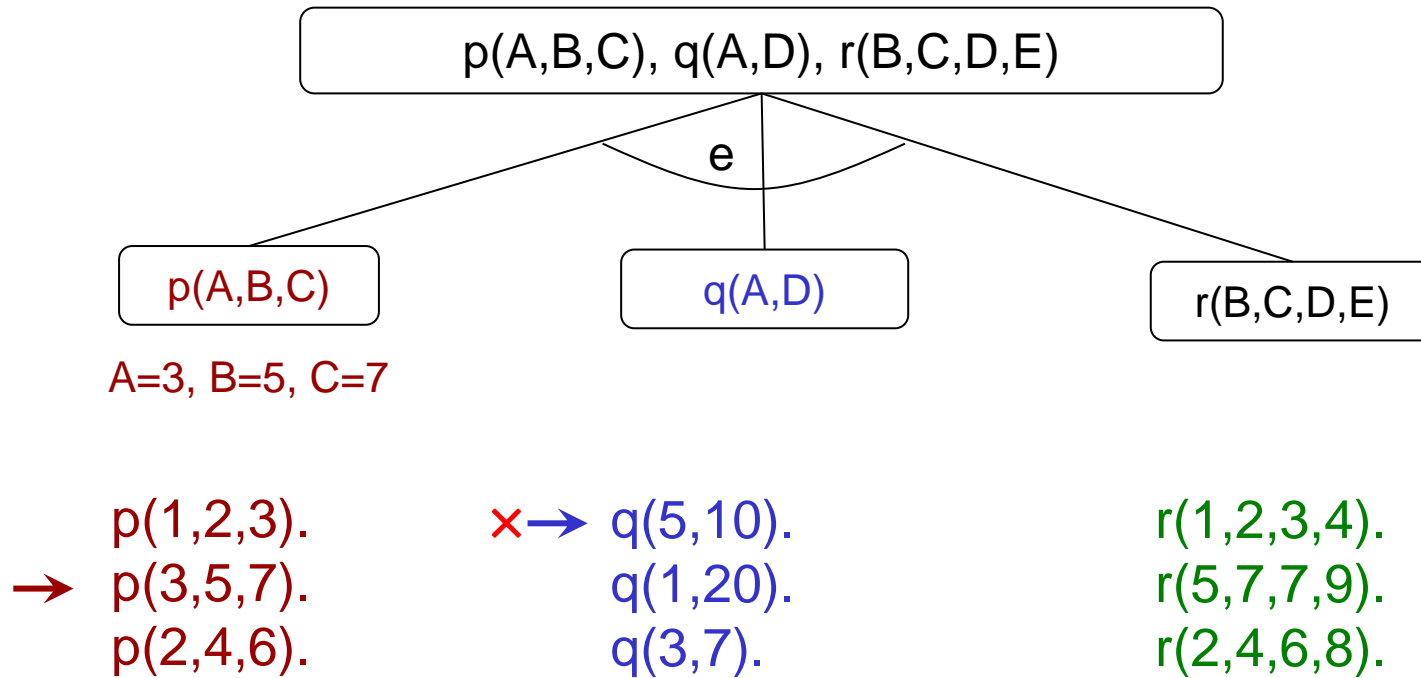 p(A,B,C), q(A,D), r(B,C,D,E)
e
p(A,B,C)
q(A,D)
r(B,C,D,E)
A=3, B=5, C=7
p(1,2,3).
p(3,5,7).
p(2,4,6).
q(5,10).
q(1,20).
q(3,7).
r(1,2,3,4).
r(5,7,7,9).
r(2,4,6,8).